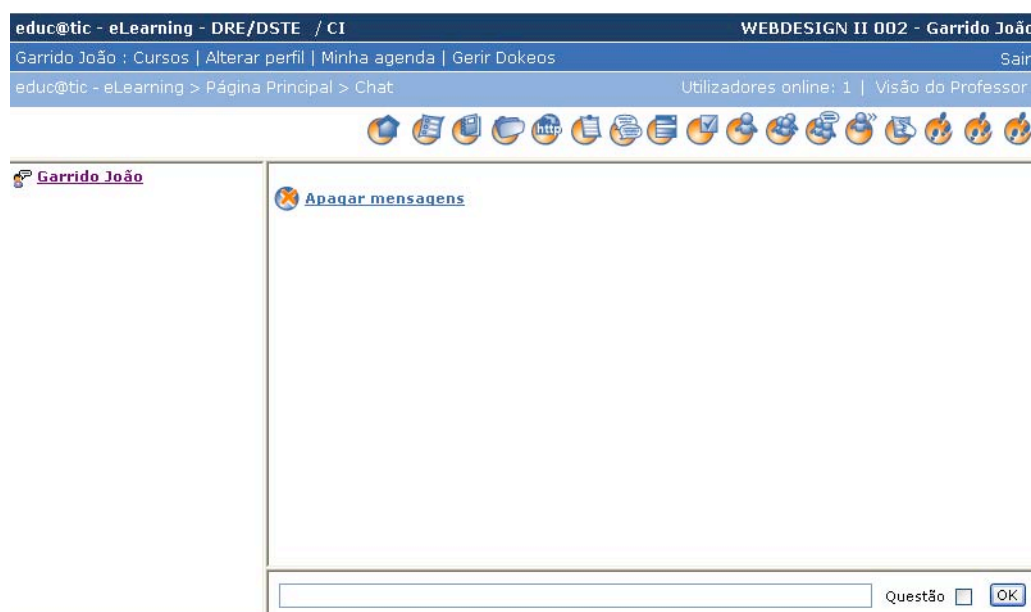 educ@tic - eLearning - DRE/DSTE / CI WEBDESIGN II 002 - Garrido João
Garrido João : Cursos | Alterar perfil | Minha agenda | Gerir Dokeos Sair
educ@tic - eLearning > Página Principal > Chat Utilizadores online: 1 | Visão do Professor
http
Garrido João
Apagar mensagens
Questão OK